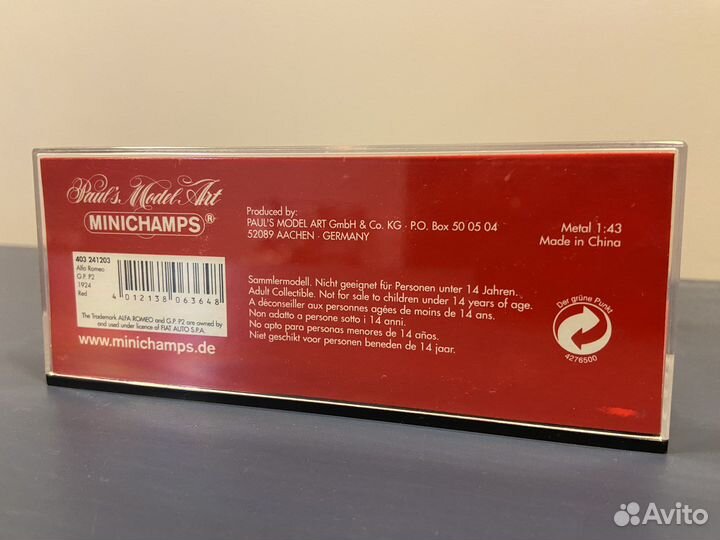 Paul's Model Art
MINICHAMPS®
403 241203
Alfa Romeo
G.P. P2
1924
Red
4 012138 063648
The Trademark ALFA ROMEO and G.P. P2 are owned by
and used under licence of FIAT AUTO S.P.A.
www.minichamps.de
Produced by:
PAUL'S MODEL ART GmbH & Co. KG · P.O. Box 50 05 04
52089 AACHEN · GERMANY
Sammlermodell. Nicht geeignet für Personen unter 14 Jahren.
Adult Collectible. Not for sale to children under 14 years of age.
A déconseiller aux personnes agées de moins de 14 ans.
Non adatto a persone sotto i 14 anni.
No apto para personas menores de 14 años.
Niet geschikt voor personen beneden de 14 jaar.
Metal 1:43
Made in China
Der grüne Punkt
4276500
Avito